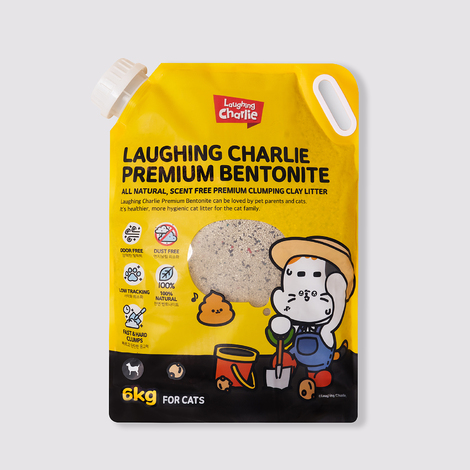 Laughing
Charlie
LAUGHING CHARLIE
PREMIUM BENTONITE
ALL NATURAL, SCENT FREE PREMIUM CLUMPING CLAY LITTER
Laughing Charlie Premium Bentonite can be loved by pet parents and cats.
It's healthier, more hygienic cat litter for the cat family.
ODOR FREE
DUST FREE
LOW TRACKING
100%
100%
NATURAL
FAST & HARD
CLUMPS
6kg FOR CATS